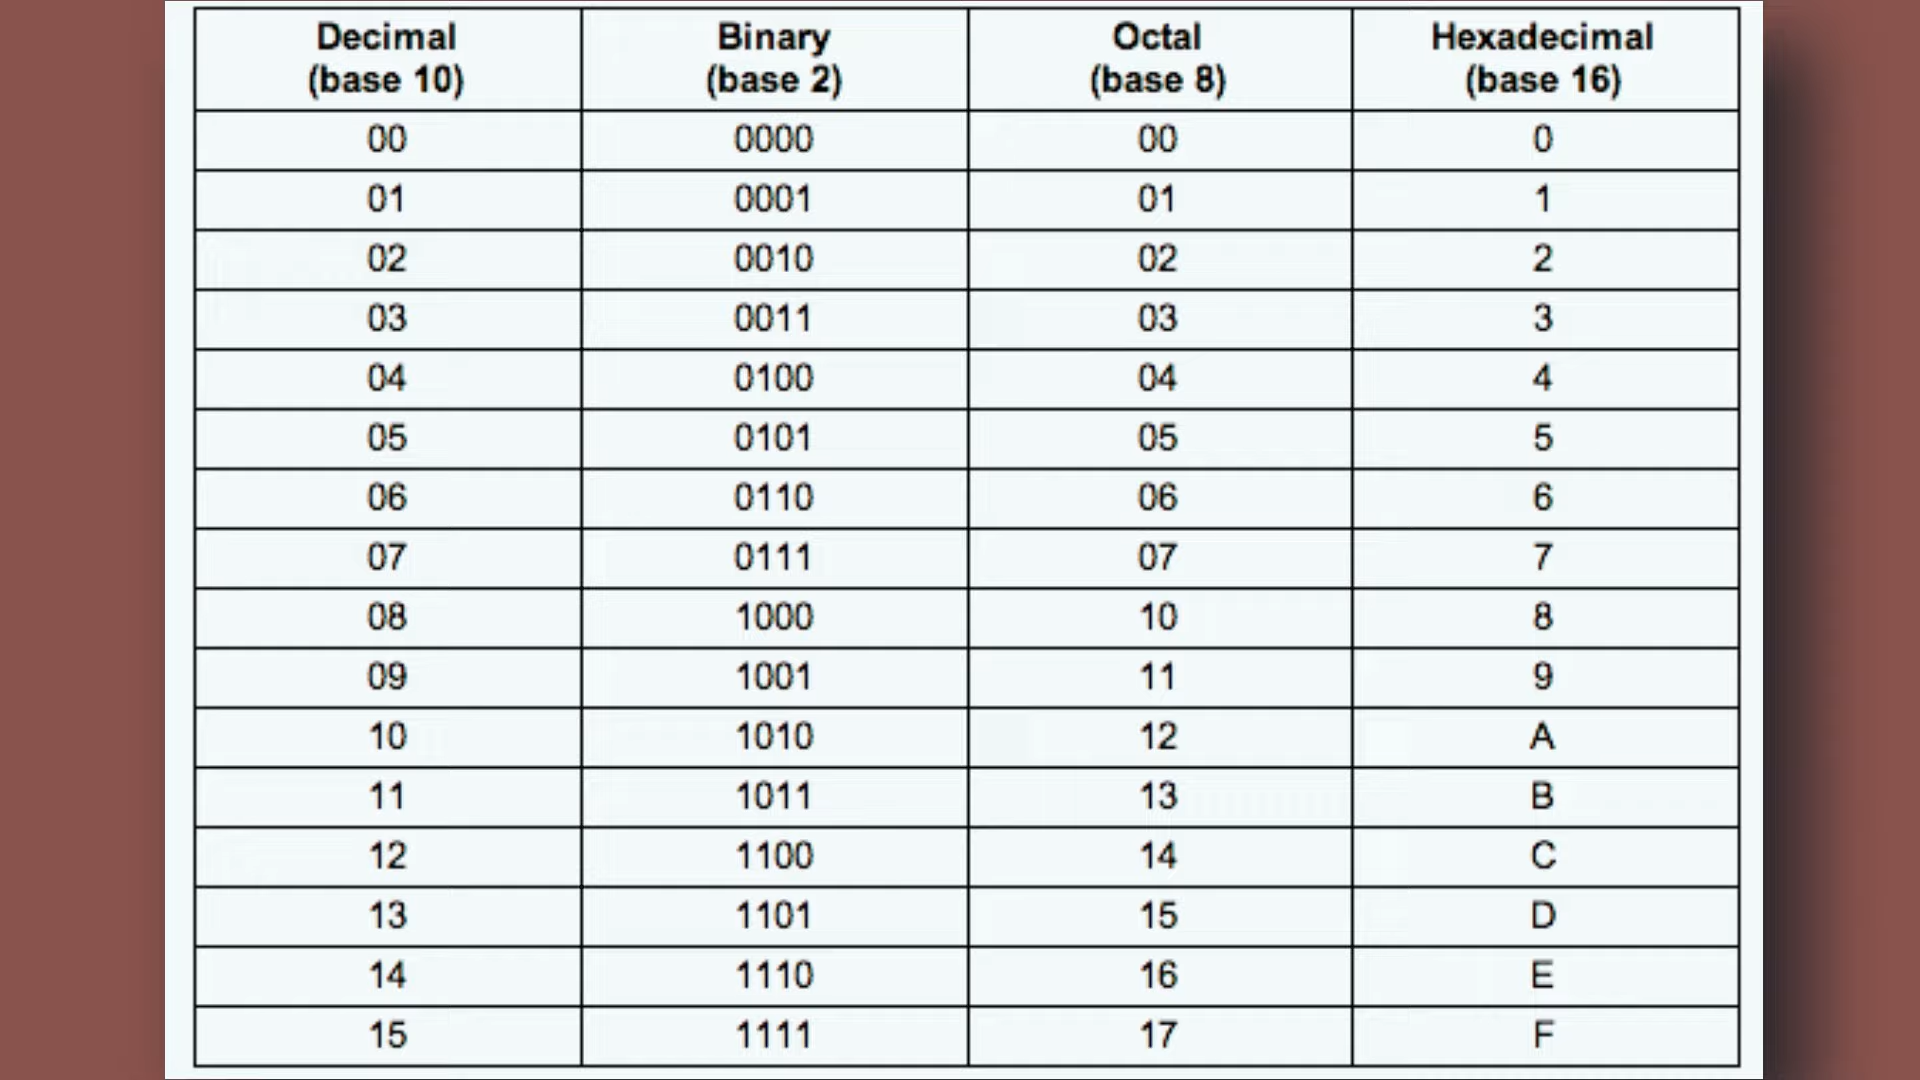 Decimal Binary Octal Hexadecimal
(base 10) (base 2) (base 8) (base 16)
00 0000 00 0
01 0001 01 1
02 0010 02 2
03 0011 03 3
04 0100 04 4
05 0101 05 5
06 0110 06 6
07 0111 07 7
08 1000 10 8
09 1001 11 9
10 1010 12 A
11 1011 13 B
12 1100 14 C
13 1101 15 D
14 1110 16 E
15 1111 17 F